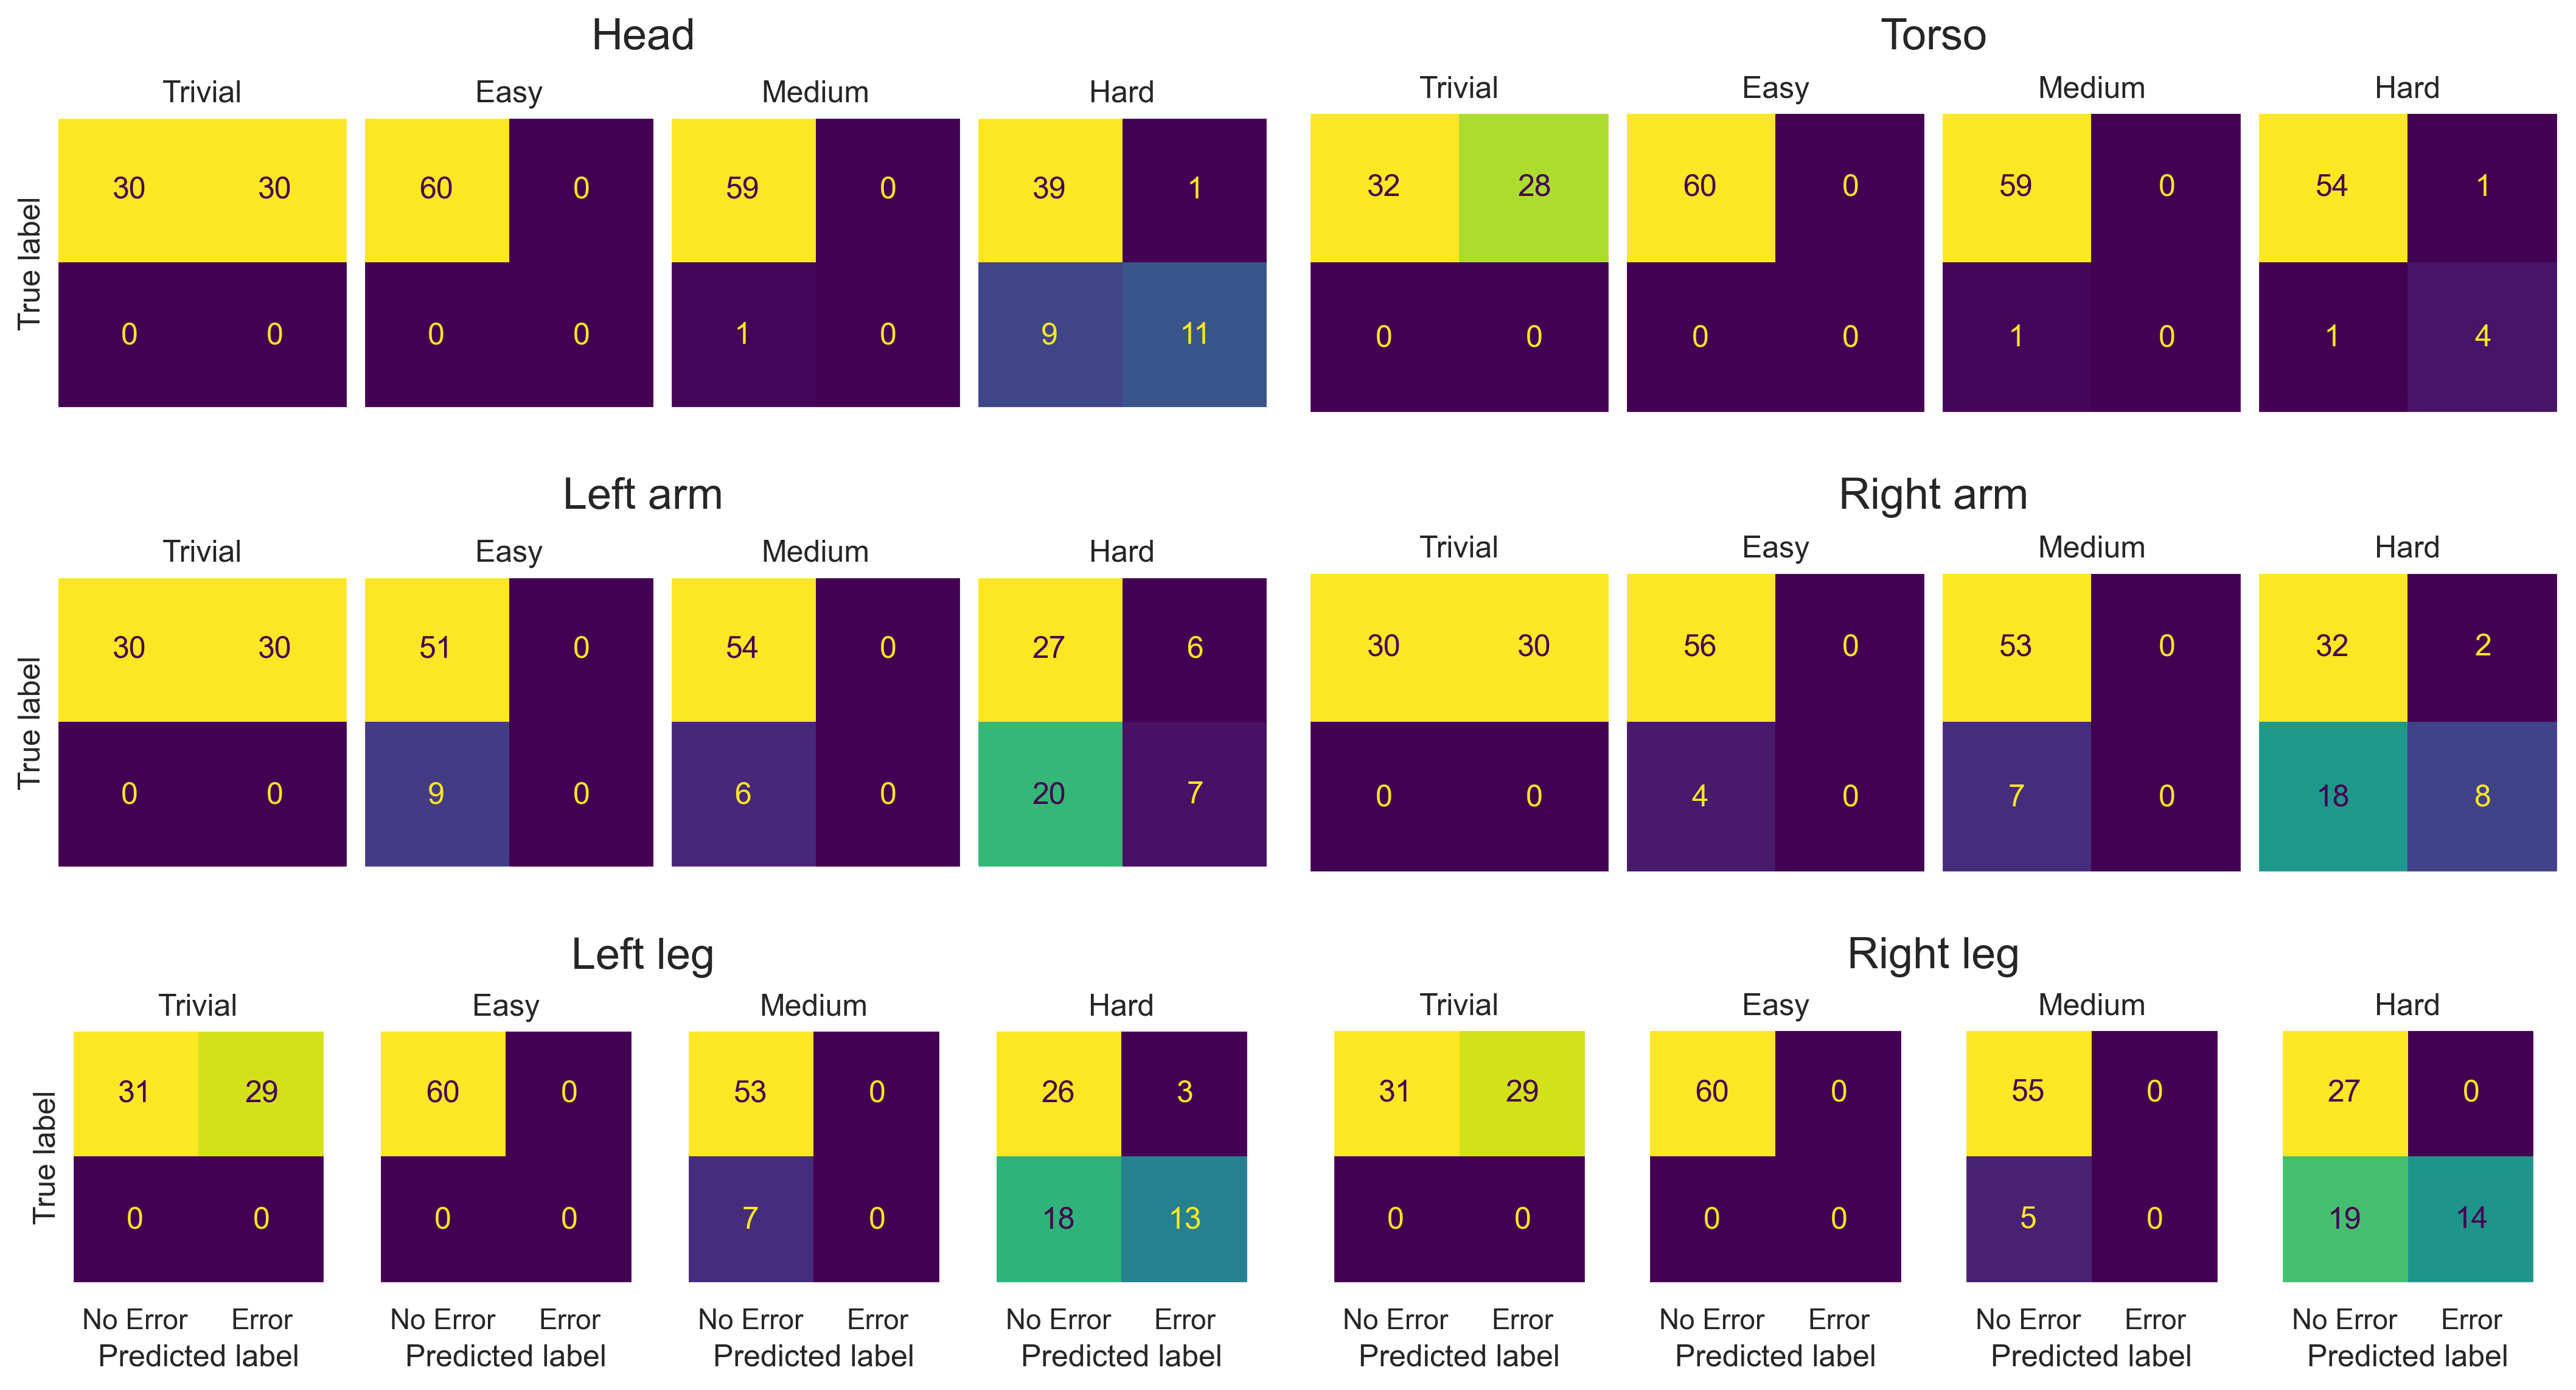 Head
Trivial Easy Medium Hard
True label
30 30 60 0 59 0 39 1
0 0 0 0 1 0 9 11
Torso
Trivial Easy Medium Hard
32 28 60 0 59 0 54 1
0 0 0 0 1 0 1 4
Left arm
Trivial Easy Medium Hard
True label
30 30 51 0 54 0 27 6
0 0 9 0 6 0 20 7
Right arm
Trivial Easy Medium Hard
30 30 56 0 53 0 32 2
0 0 4 0 7 0 18 8
Left leg
Trivial Easy Medium Hard
True label
31 29 60 0 53 0 26 3
0 0 0 0 7 0 18 13
No Error Error No Error Error No Error Error No Error Error
Predicted label Predicted label Predicted label Predicted label
Right leg
Trivial Easy Medium Hard
31 29 60 0 55 0 27 0
0 0 0 0 5 0 19 14
No Error Error No Error Error No Error Error No Error Error
Predicted label Predicted label Predicted label Predicted label